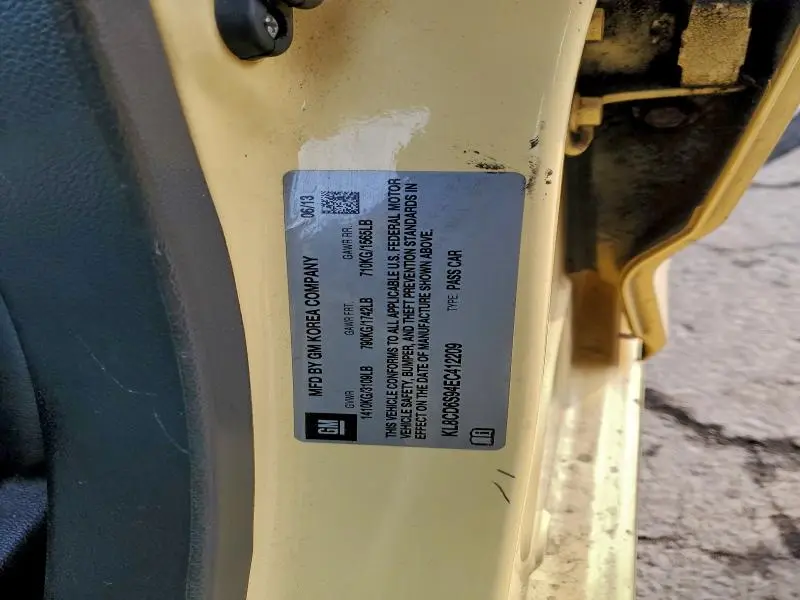 GM
MFD BY GM KOREA COMPANY 06/13
GVWR GAWR FRT. GAWR RR.
1410KG/3109LB 790KG/1742LB 710KG/1565LB
THIS VEHICLE CONFORMS TO ALL APPLICABLE U.S. FEDERAL MOTOR
VEHICLE SAFETY, BUMPER, AND THEFT PREVENTION STANDARDS IN
EFFECT ON THE DATE OF MANUFACTURE SHOWN ABOVE.
KL8CD6S94EC412209 TYPE: PASS CAR